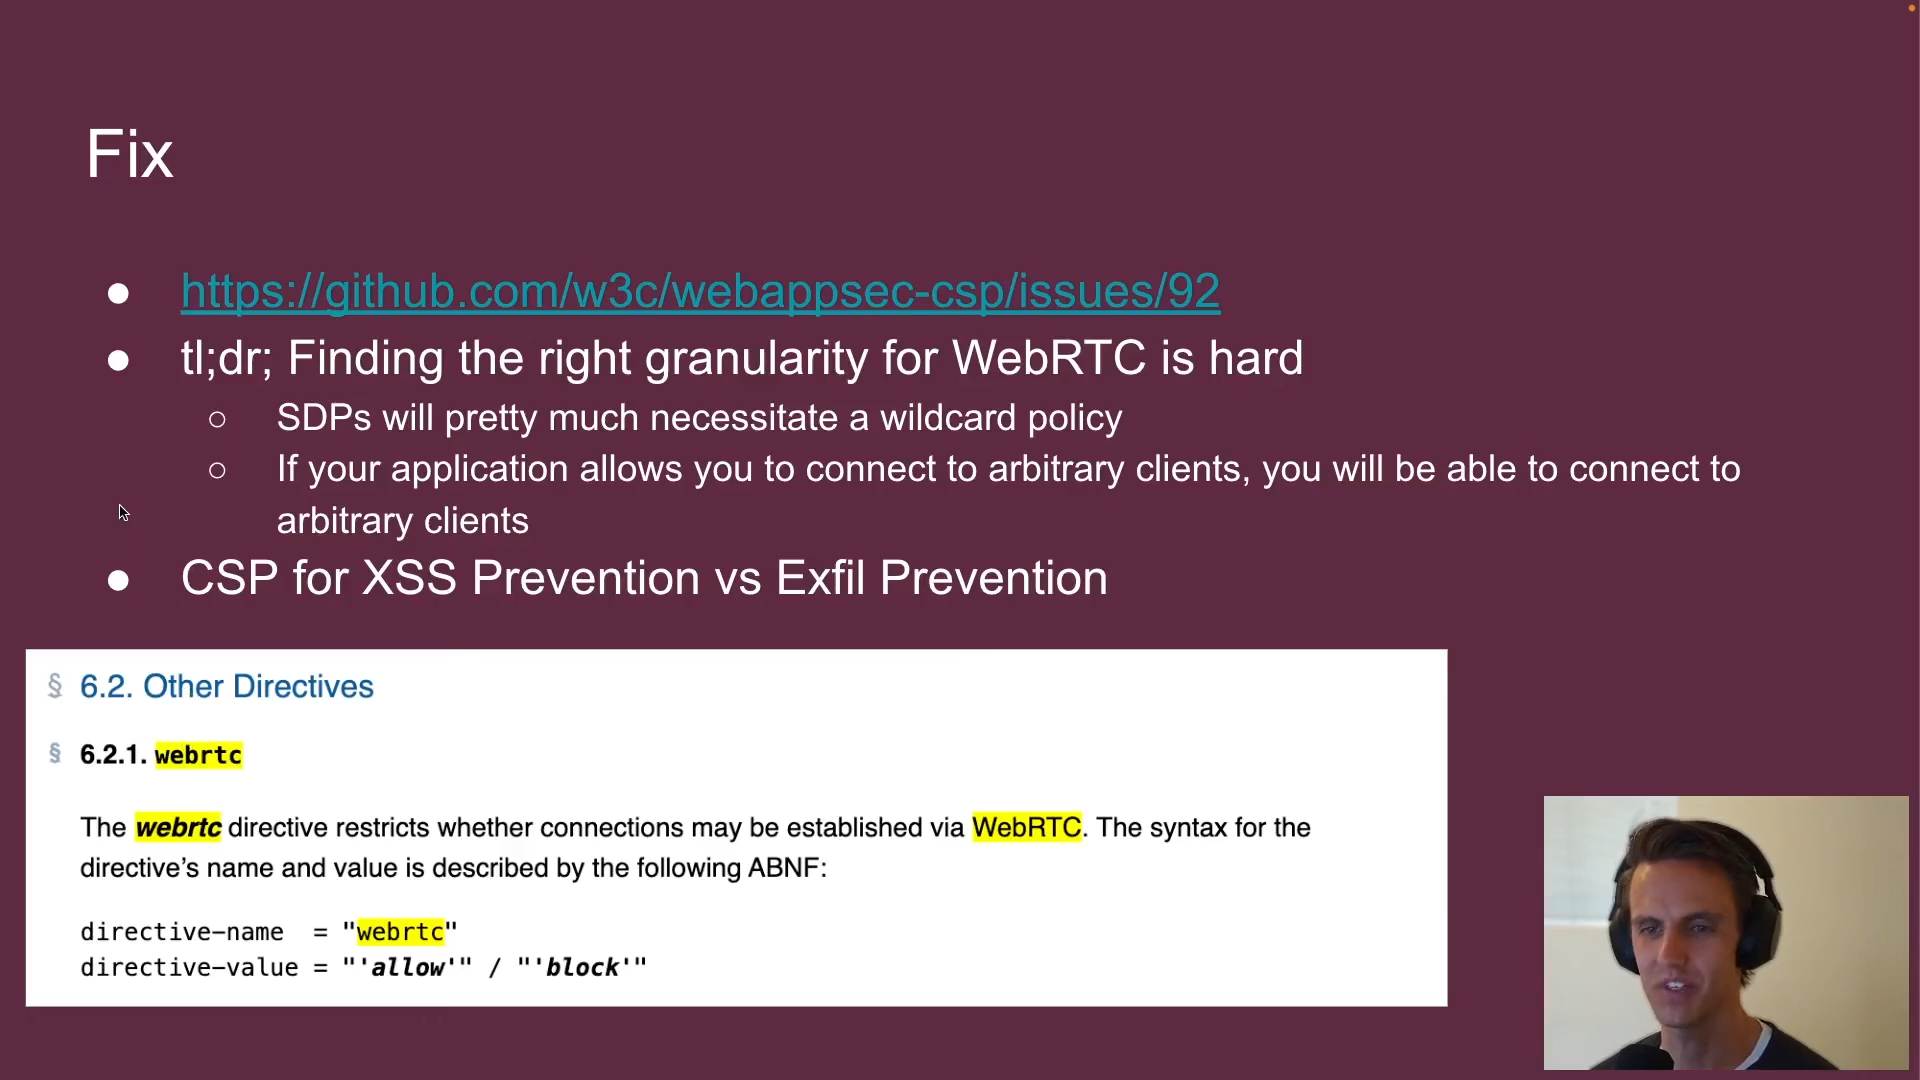 Fix
● https://github.com/w3c/webappsec-csp/issues/92
● tl;dr; Finding the right granularity for WebRTC is hard
○ SDPs will pretty much necessitate a wildcard policy
○ If your application allows you to connect to arbitrary clients, you will be able to connect to
arbitrary clients
● CSP for XSS Prevention vs Exfil Prevention
§ 6.2. Other Directives
§ 6.2.1. webrtc
The webrtc directive restricts whether connections may be established via WebRTC. The syntax for the
directive’s name and value is described by the following ABNF:
directive-name  = "webrtc"
directive-value = "'allow'" / "'block'"